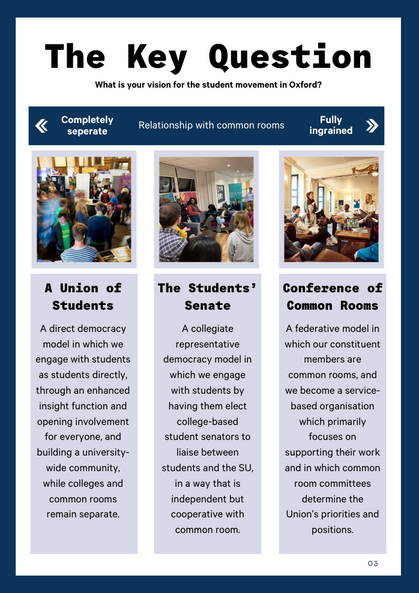 The Key Question
What is your vision for the student movement in Oxford?
Completely
seperate
Relationship with common rooms
Fully
ingrained
A Union of
Students
A direct democracy
model in which we
engage with students
as students directly,
through an enhanced
insight function and
opening involvement
for everyone, and
building a university-
wide community,
while colleges and
common rooms
remain separate.
The Students'
Senate
A collegiate
representative
democracy model in
which we engage
with students by
having them elect
college-based
student senators to
liaise between
students and the SU,
in a way that is
independent but
cooperative with
common room.
Conference of
Common Rooms
A federative model in
which our constituent
members are
common rooms, and
we become a service-
based organisation
which primarily
focuses on
supporting their work
and in which common
room committees
determine the
Union's priorities and
positions.
03